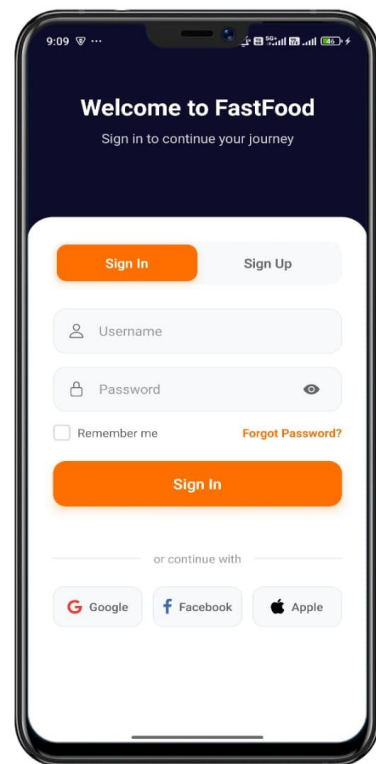 9:09
Welcome to FastFood
Sign in to continue your journey
Sign In Sign Up
Username
Password
Remember me Forgot Password?
Sign In
or continue with
Google Facebook Apple